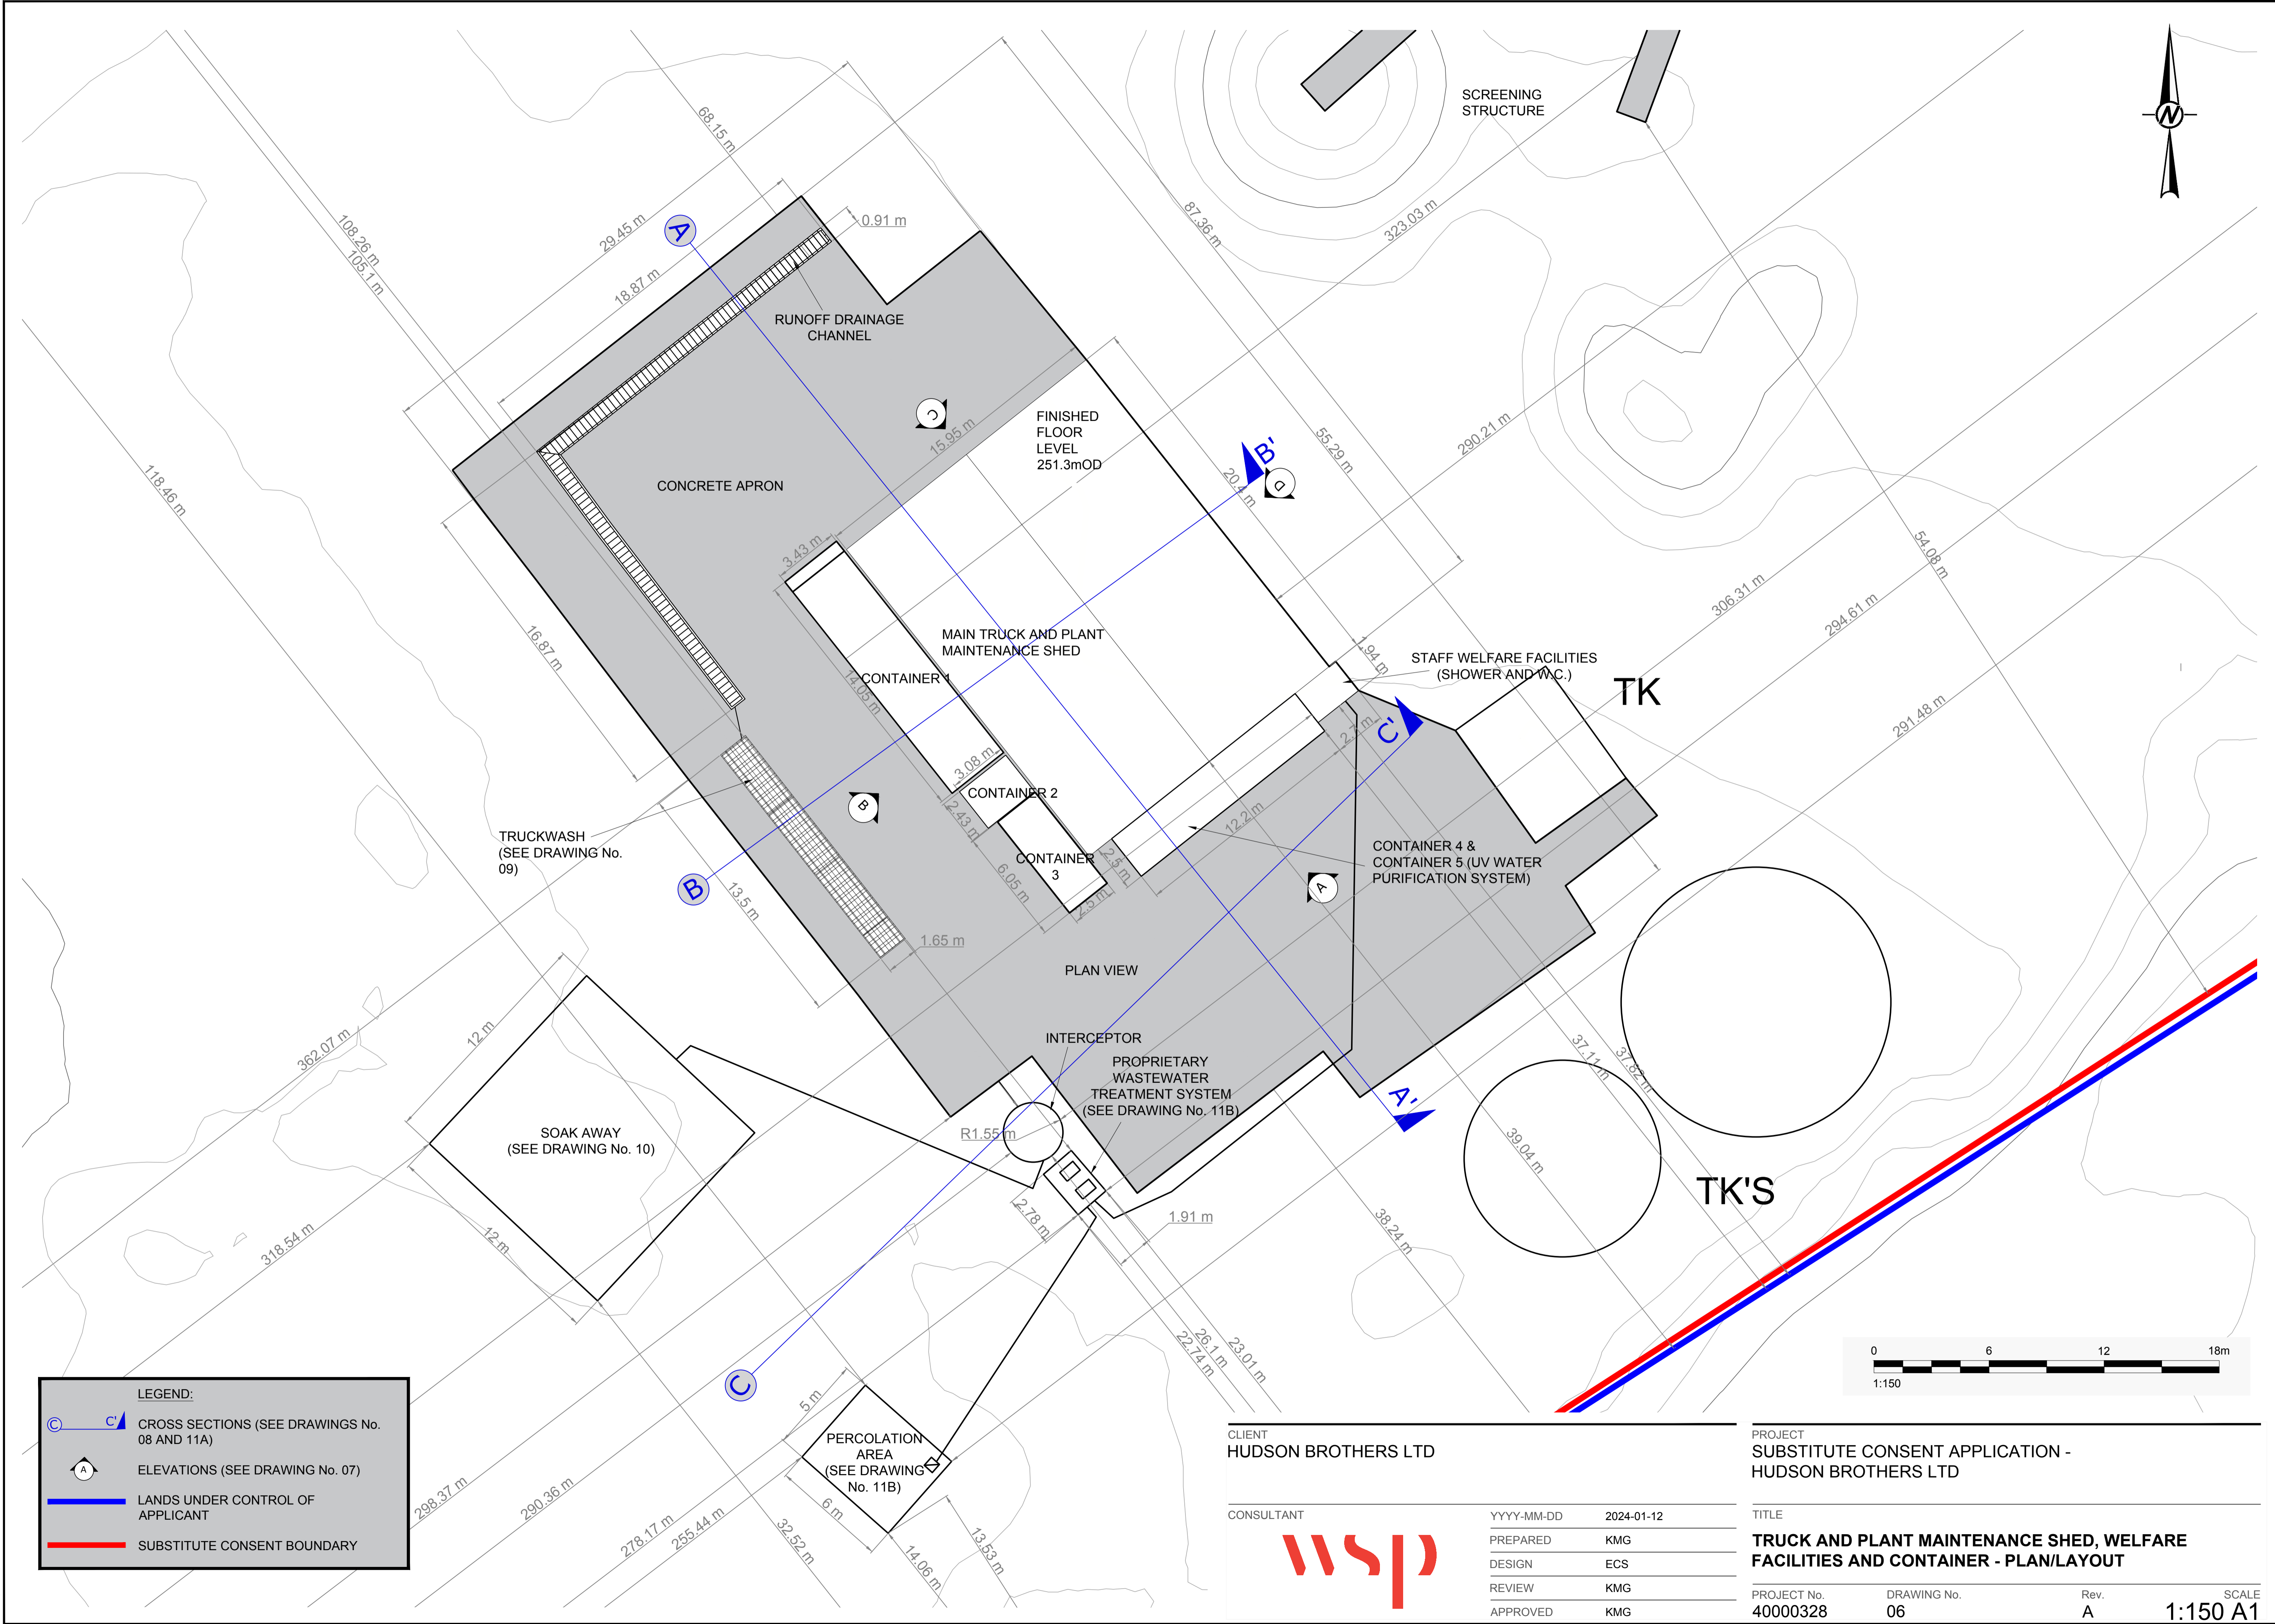 SCREENING
STRUCTURE
N
68.15 m
108.26 m
105.1 m
29.45 m
18.87 m
0.91 m
87.36 m
323.03 m
A
RUNOFF DRAINAGE
CHANNEL
C
15.95 m
FINISHED
FLOOR
LEVEL
251.3mOD
55.29 m
290.21 m
118.46 m
CONCRETE APRON
B'
D
20.4 m
3.43 m
54.08 m
16.87 m
MAIN TRUCK AND PLANT
MAINTENANCE SHED
CONTAINER 1
14.05 m
1.94 m
STAFF WELFARE FACILITIES
(SHOWER AND W.C.)
TK
306.31 m
294.61 m
291.48 m
C'
2.7 m
3.08 m
CONTAINER 2
B
2.43 m
12.2 m
TRUCKWASH
(SEE DRAWING No.
09)
CONTAINER
3
2.5 m
6.05 m
2.5 m
CONTAINER 4 &
CONTAINER 5 (UV WATER
PURIFICATION SYSTEM)
A
B
13.5 m
1.65 m
PLAN VIEW
362.07 m
12 m
INTERCEPTOR
PROPRIETARY
WASTEWATER
TREATMENT SYSTEM
(SEE DRAWING No. 11B)
A'
37.11 m
37.82 m
R1.55 m
SOAK AWAY
(SEE DRAWING No. 10)
39.04 m
TK'S
2.78 m
1.91 m
38.24 m
318.54 m
12 m
22.74 m
26.1 m
23.01 m
C
5 m
PERCOLATION
AREA
(SEE DRAWING
No. 11B)
6 m
298.37 m
290.36 m
278.17 m
255.44 m
32.52 m
14.06 m
13.53 m
0 6 12 18m
1:150
LEGEND:
C C' CROSS SECTIONS (SEE DRAWINGS No.
08 AND 11A)
A ELEVATIONS (SEE DRAWING No. 07)
LANDS UNDER CONTROL OF
APPLICANT
SUBSTITUTE CONSENT BOUNDARY
CLIENT
HUDSON BROTHERS LTD
CONSULTANT
wsp
YYYY-MM-DD 2024-01-12
PREPARED KMG
DESIGN ECS
REVIEW KMG
APPROVED KMG
PROJECT
SUBSTITUTE CONSENT APPLICATION -
HUDSON BROTHERS LTD
TITLE
TRUCK AND PLANT MAINTENANCE SHED, WELFARE
FACILITIES AND CONTAINER - PLAN/LAYOUT
PROJECT No. DRAWING No. Rev. SCALE
40000328 06 A 1:150 A1